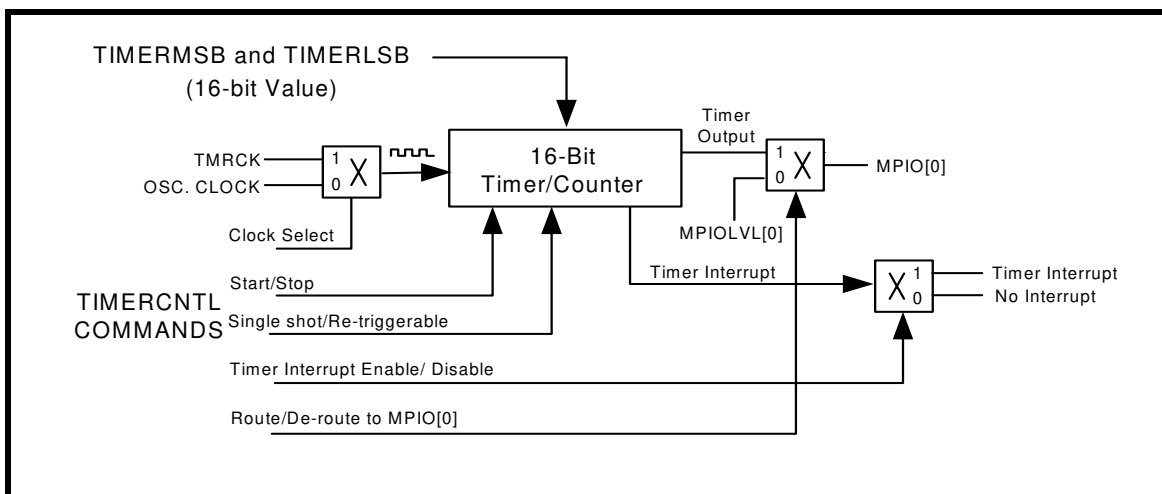 TIMERMSB and TIMERLSB
(16-bit Value)
Timer
Output
TMRCK
OSC. CLOCK
1
0
X
16-Bit
Timer/Counter
1
0
X
MPIO[0]
Clock Select
MPIOLVL[0]
Start/Stop
Timer Interrupt
X
1
0
Timer Interrupt
No Interrupt
TIMERCNTL
COMMANDS
Single shot/Re-triggerable
Timer Interrupt Enable/ Disable
Route/De-route to MPIO[0]